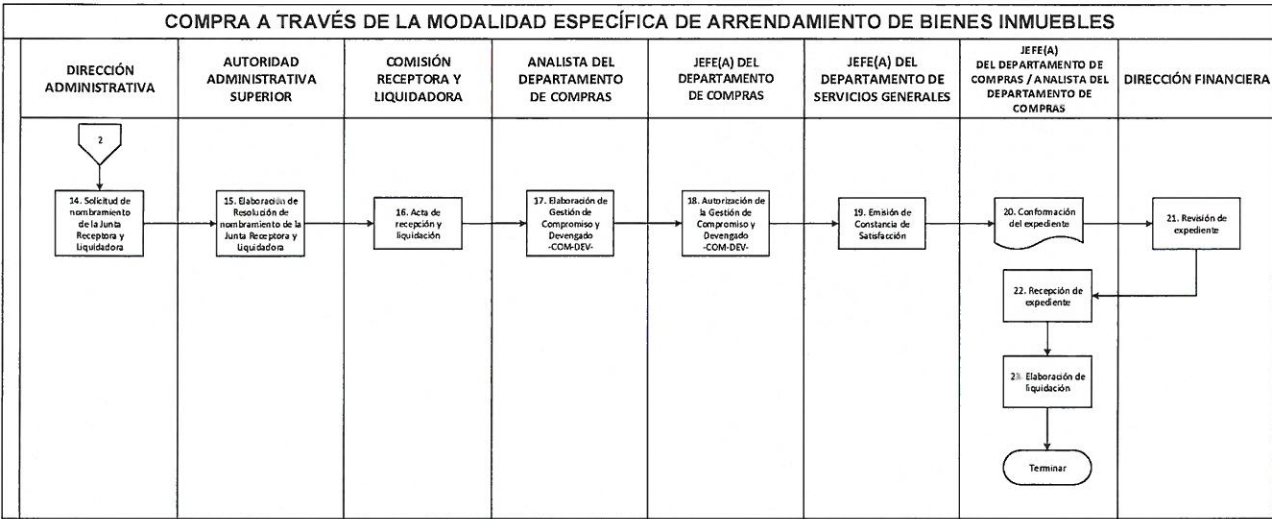 COMPRA A TRAVÉS DE LA MODALIDAD ESPECÍFICA DE ARRENDAMIENTO DE BIENES INMUEBLES
DIRECCIÓN
ADMINISTRATIVA
AUTORIDAD
ADMINISTRATIVA
SUPERIOR
COMISIÓN
RECEPTORA Y
LIQUIDADORA
ANALISTA DEL
DEPARTAMENTO
DE COMPRAS
JEFE(A) DEL
DEPARTAMENTO
DE COMPRAS
JEFE(A) DEL
DEPARTAMENTO DE
SERVICIOS GENERALES
JEFE(A)
DEL DEPARTAMENTO DE
COMPRAS / ANALISTA DEL
DEPARTAMENTO DE
COMPRAS
DIRECCIÓN FINANCIERA
2
14. Solicitud de
nombramiento
de la Junta
Receptora y
Liquidadora
15. Elaboración de
Resolución de
nombramiento de la
Junta Receptora y
Liquidadora
16. Acta de
recepción y
liquidación
17. Elaboración de
Gestión de
Compromiso y
Devengado
-COM-DEV-
18. Autorización de
la Gestión de
Compromiso y
Devengado
-COM-DEV-
19. Emisión de
Constancia de
Satisfacción
20. Conformación
del expediente
21. Revisión de
expediente
22. Recepción de
expediente
23. Elaboración de
liquidación
Terminar